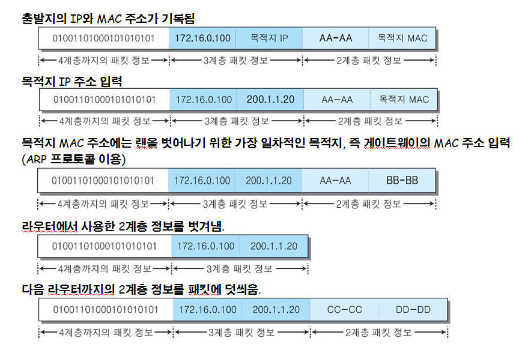 출발지의 IP와 MAC 주소가 기록됨
01001101000101010101 172.16.0.100 목적지 IP AA-AA 목적지 MAC
4계층까지의 패킷 정보 3계층 패킷 정보 2계층 패킷 정보
목적지 IP 주소 입력
01001101000101010101 172.16.0.100 200.1.1.20 AA-AA 목적지 MAC
4계층까지의 패킷 정보 3계층 패킷 정보 2계층 패킷 정보
목적지 MAC 주소에는 랜을 벗어나기 위한 가장 일차적인 목적지, 즉 게이트웨이의 MAC 주소 입력
(ARP 프로토콜 이용)
01001101000101010101 172.16.0.100 200.1.1.20 AA-AA BB-BB
4계층까지의 패킷 정보 3계층 패킷 정보 2계층 패킷 정보
라우터에서 사용한 2계층 정보를 벗겨냄.
01001101000101010101 172.16.0.100 200.1.1.20
4계층까지의 패킷 정보 3계층 패킷 정보
다음 라우터까지의 2계층 정보를 패킷에 덧씌움.
01001101000101010101 172.16.0.100 200.1.1.20 CC-CC DD-DD
4계층까지의 패킷 정보 3계층 패킷 정보 2계층 패킷 정보